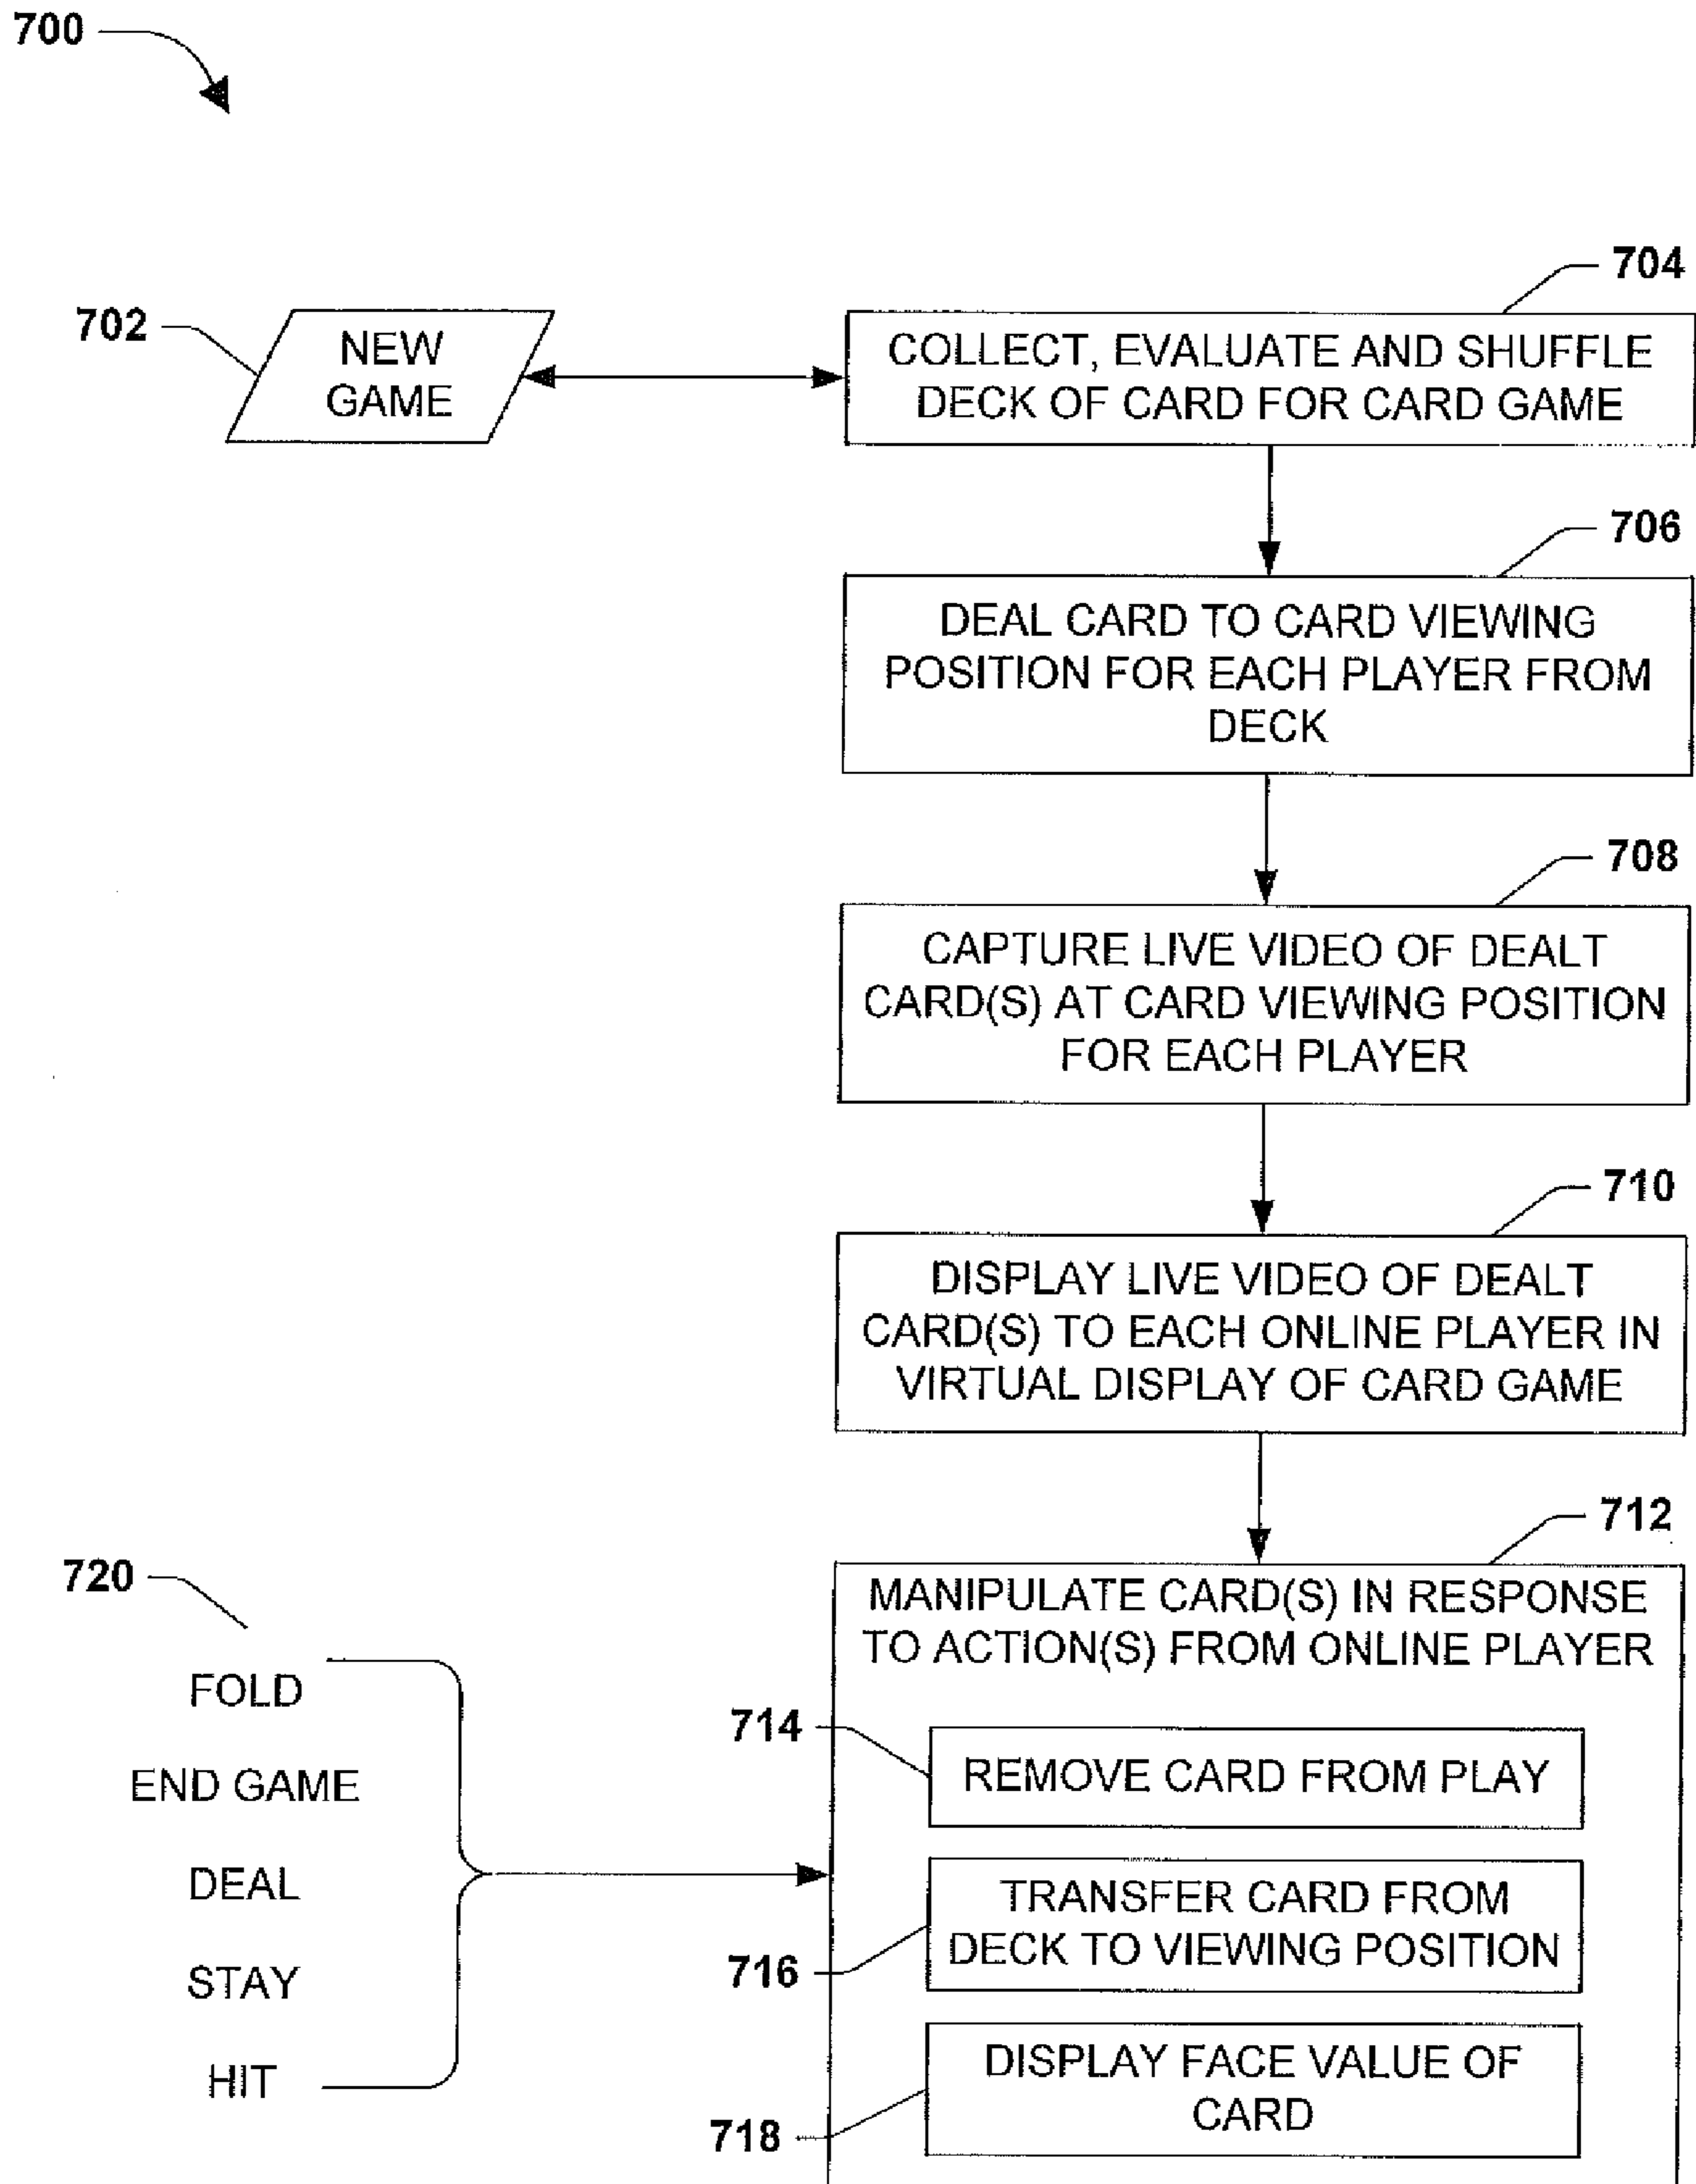 700
704
702
NEW
GAME
COLLECT, EVALUATE AND SHUFFLE
DECK OF CARD FOR CARD GAME
706
DEAL CARD TO CARD VIEWING
POSITION FOR EACH PLAYER FROM
DECK
708
CAPTURE LIVE VIDEO OF DEALT
CARD(S) AT CARD VIEWING POSITION
FOR EACH PLAYER
710
DISPLAY LIVE VIDEO OF DEALT
CARD(S) TO EACH ONLINE PLAYER IN
VIRTUAL DISPLAY OF CARD GAME
712
MANIPULATE CARD(S) IN RESPONSE
TO ACTION(S) FROM ONLINE PLAYER
720
FOLD
END GAME
DEAL
STAY
HIT
714
REMOVE CARD FROM PLAY
716
TRANSFER CARD FROM
DECK TO VIEWING POSITION
718
DISPLAY FACE VALUE OF
CARD